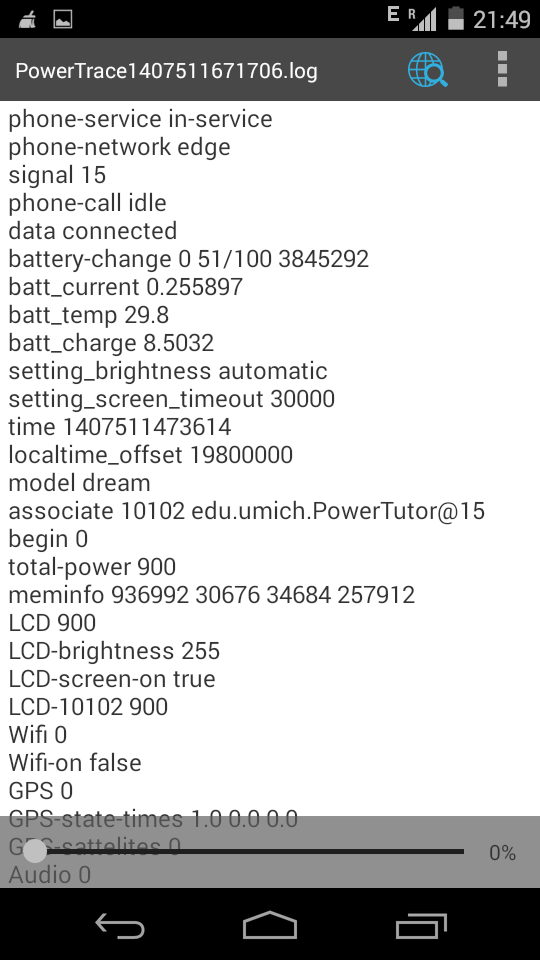 E R 21:49
PowerTrace1407511671706.log
phone-service in-service
phone-network edge
signal 15
phone-call idle
data connected
battery-change 0 51/100 3845292
batt_current 0.255897
batt_temp 29.8
batt_charge 8.5032
setting_brightness automatic
setting_screen_timeout 30000
time 1407511473614
localtime_offset 19800000
model dream
associate 10102 edu.umich.PowerTutor@15
begin 0
total-power 900
meminfo 936992 30676 34684 257912
LCD 900
LCD-brightness 255
LCD-screen-on true
LCD-10102 900
Wifi 0
Wifi-on false
GPS 0
GPS-state-times 1.0 0.0 0.0
GPS-sattelites 0
0%
Audio 0